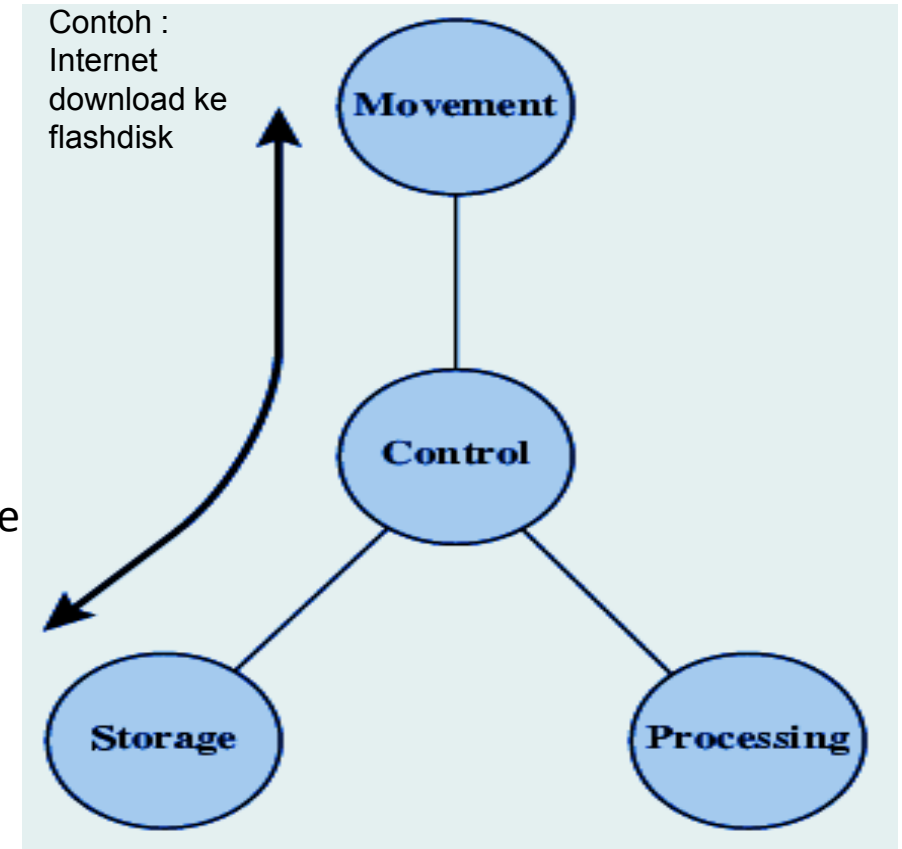 Contoh :
Internet
download ke
flashdisk
Movement
Control
e
Storage
Processing